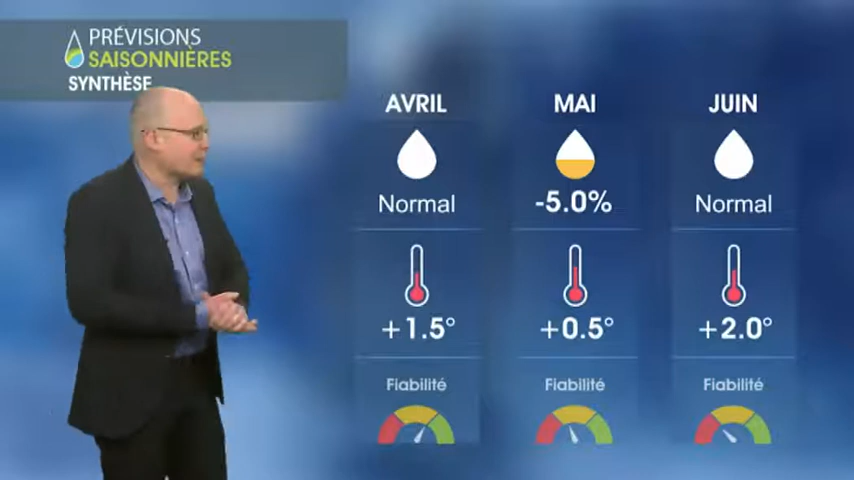 PRÉVISIONS
SAISONNIÈRES
SYNTHÈSE
AVRIL MAI JUIN
Normal -5.0% Normal
+1.5° +0.5° +2.0°
Fiabilité Fiabilité Fiabilité